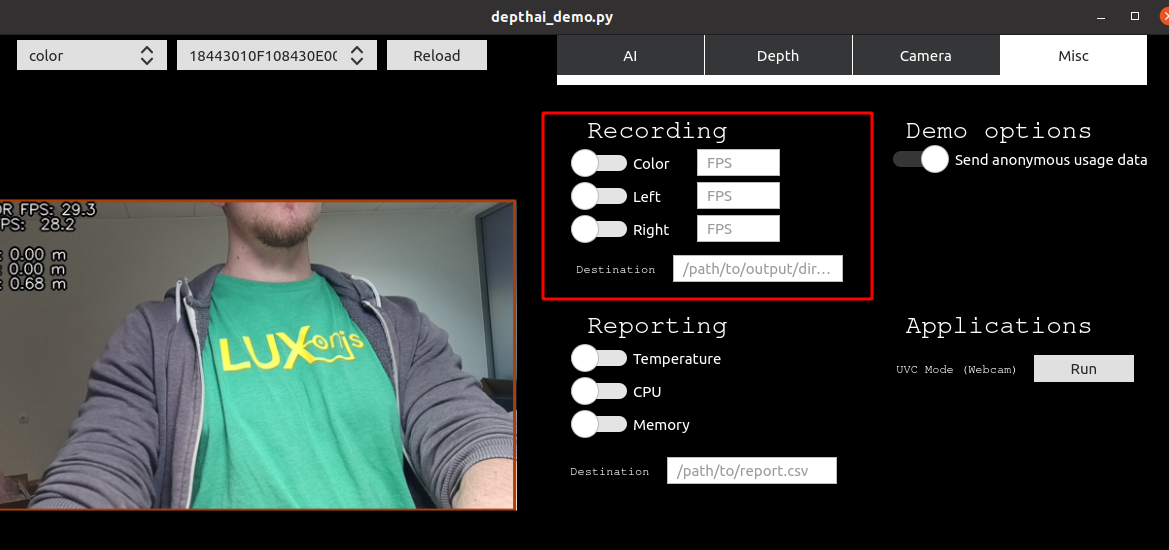 depthai_demo.py
color
18443010F108430E00
Reload
AI
Depth
Camera
Misc
Recording
Color
FPS
Left
FPS
Right
FPS
Destination
/path/to/output/dir...
Demo options
Send anonymous usage data
OR FPS: 29.3
PS: 28.2
: 0.00 m
: 0.00 m
: 0.68 m
LUXonis
Reporting
Temperature
CPU
Memory
Destination
/path/to/report.csv
Applications
UVC Mode (Webcam)
Run